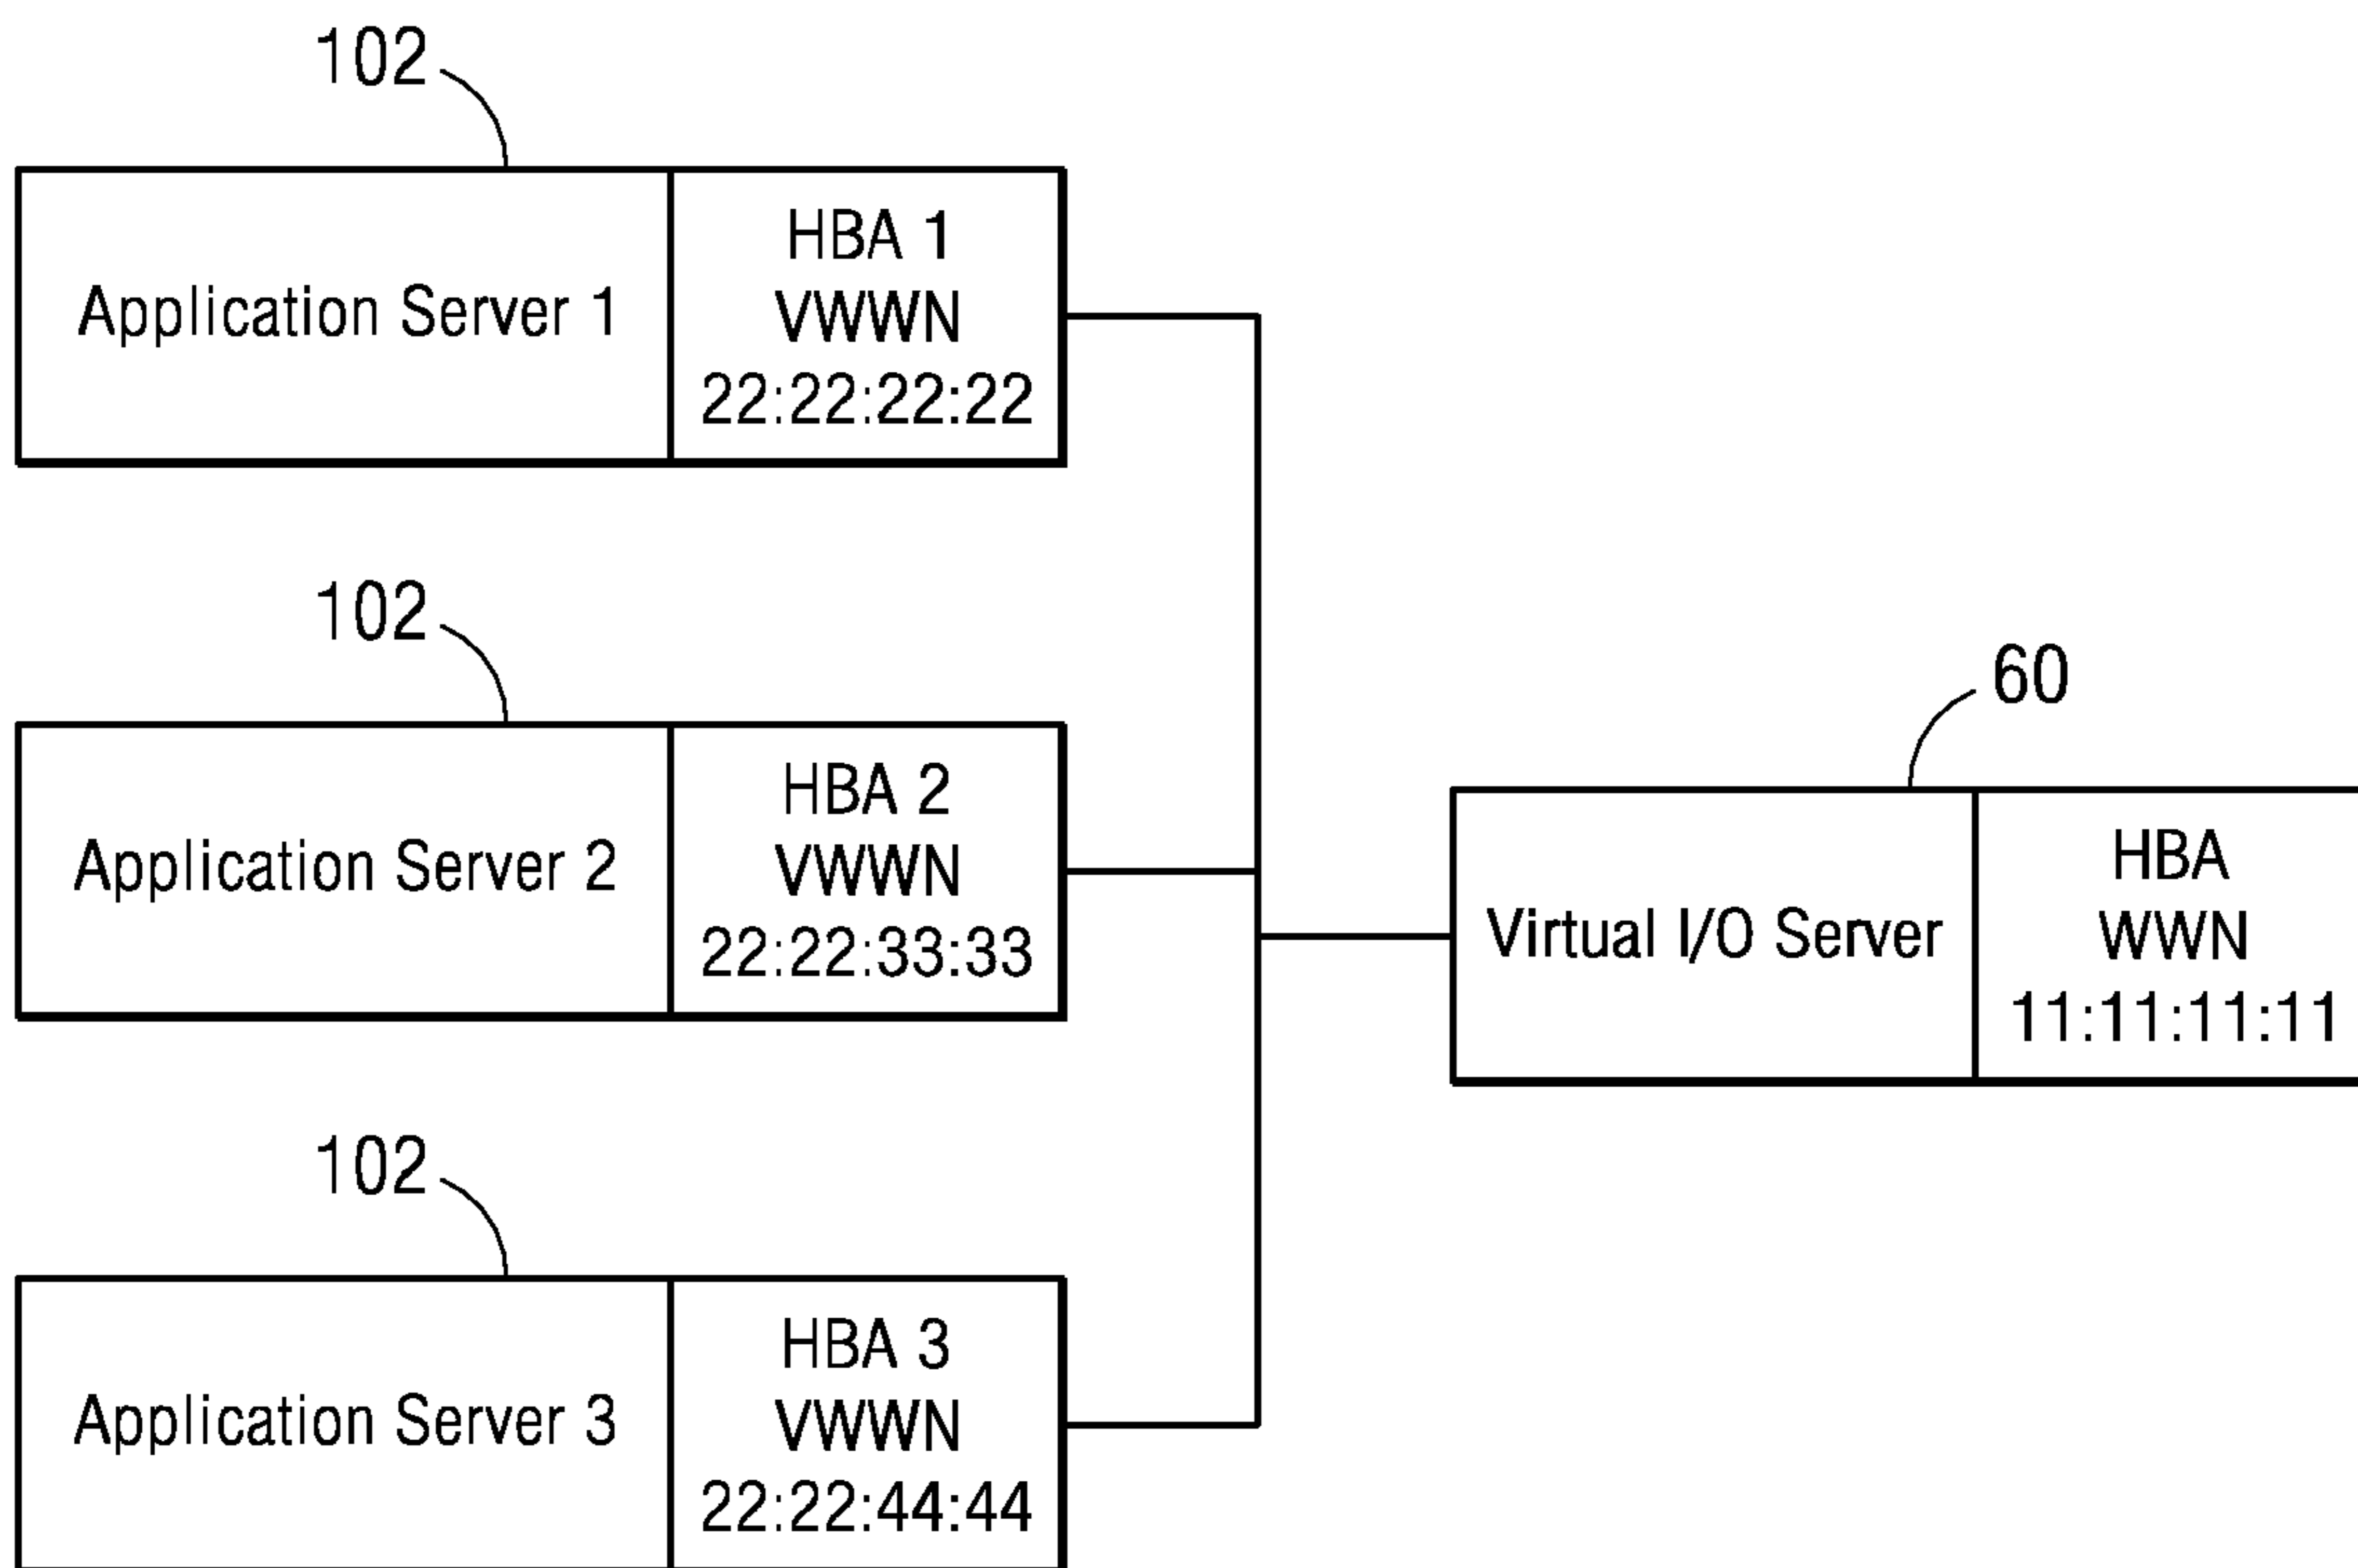 102
Application Server 1
HBA 1
VWWN
22:22:22:22
102
Application Server 2
HBA 2
VWWN
22:22:33:33
60
Virtual I/O Server
HBA
WWN
11:11:11:11
102
Application Server 3
HBA 3
VWWN
22:22:44:44